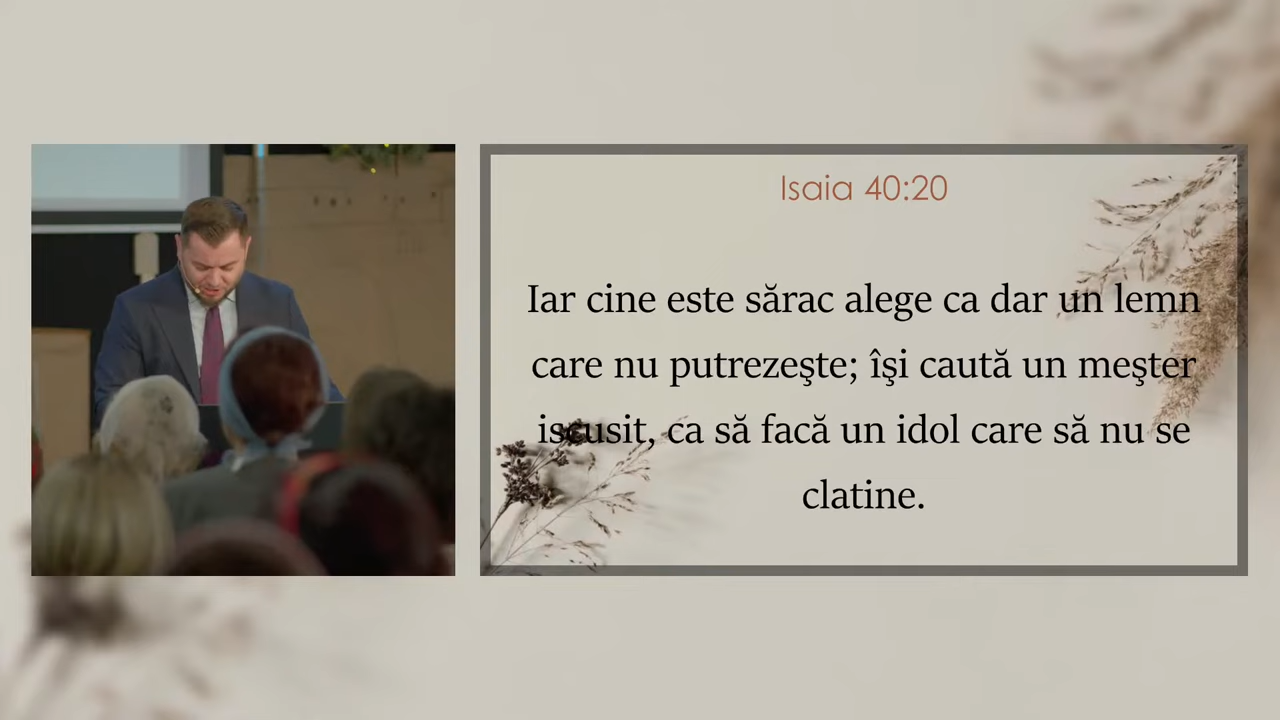 Isaia 40:20
Iar cine este sărac alege ca dar un lemn
care nu putrezeşte; îşi caută un meşter
iscusit, ca să facă un idol care să nu se
clatine.